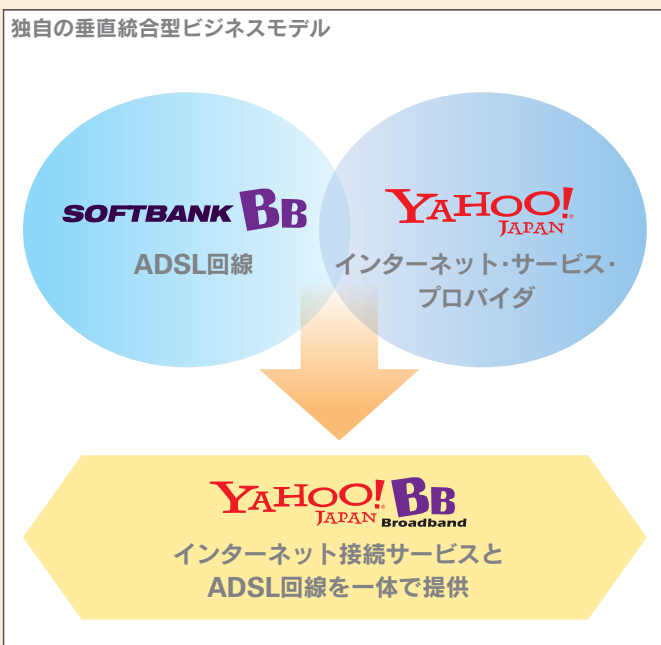 独自の垂直統合型ビジネスモデル
SOFTBANK BB
ADSL回線
YAHOO!
JAPAN
インターネット・サービス・
プロバイダ
YAHOO! BB
JAPAN Broadband
インターネット接続サービスと
ADSL回線を一体で提供